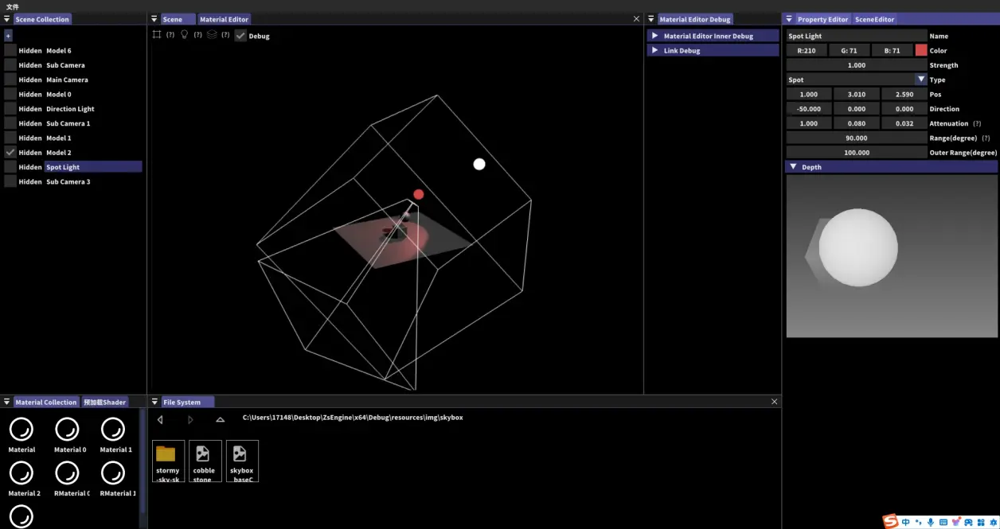 文件
Scene Collection
+
Hidden Model 6
Hidden Sub Camera
Hidden Main Camera
Hidden Model 0
Hidden Direction Light
Hidden Sub Camera 1
Hidden Model 1
Hidden Model 2
Hidden Spot Light
Hidden Sub Camera 3
Scene Material Editor
(?) (?) (?) Debug
Material Editor Debug
Material Editor Inner Debug
Link Debug
Property Editor SceneEditor
Spot Light Name
R:210 G: 71 B: 71 Color
1.000 Strength
Spot Type
1.000 3.010 2.590 Pos
-50.000 0.000 0.000 Direction
1.000 0.080 0.032 Attenuation (?)
90.000 Range(degree) (?)
100.000 Outer Range(degree)
Depth
Material Collection 预加载Shader
Material Material 0 Material 1
Material 2 RMaterial 0 RMaterial 1
File System
C:\Users\17148\Desktop\ZsEngine\x64\Debug\resources\img\skybox
stormy cobble skybox
-sky-sk stone _baseC
S 中